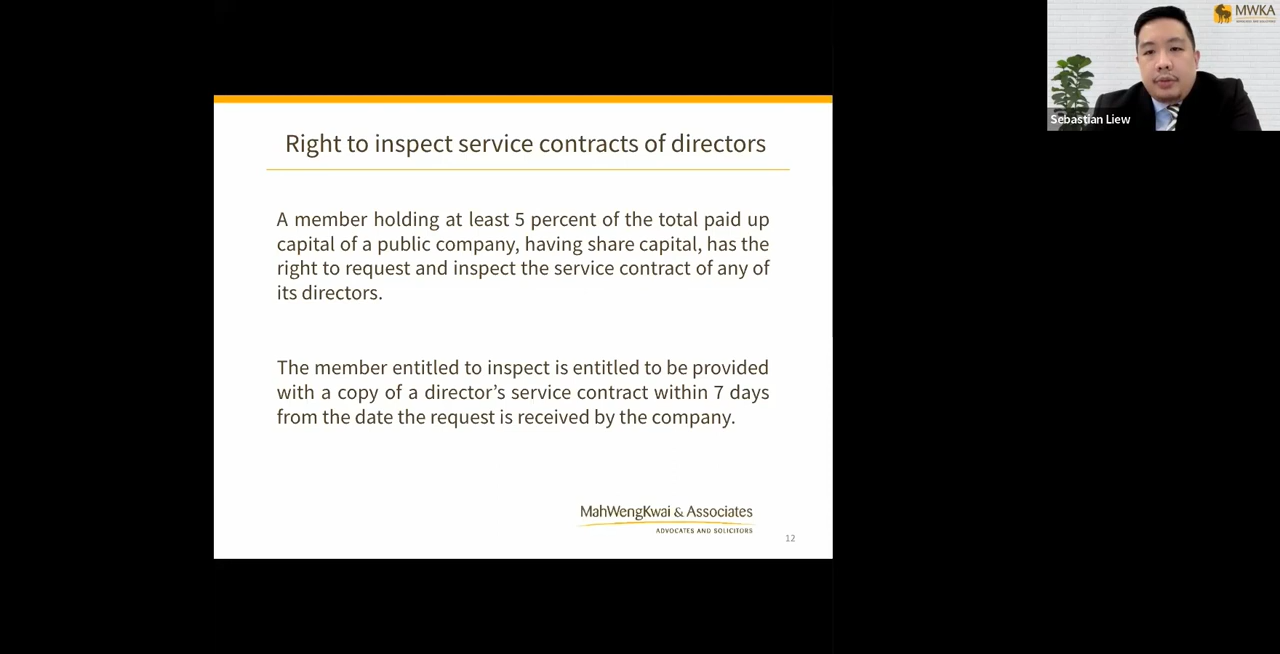 MWKA
Sebastian Liew
Right to inspect service contracts of directors
A member holding at least 5 percent of the total paid up
capital of a public company, having share capital, has the
right to request and inspect the service contract of any of
its directors.
The member entitled to inspect is entitled to be provided
with a copy of a director’s service contract within 7 days
from the date the request is received by the company.
MahWengKwai & Associates
ADVOCATES AND SOLICITORS
12